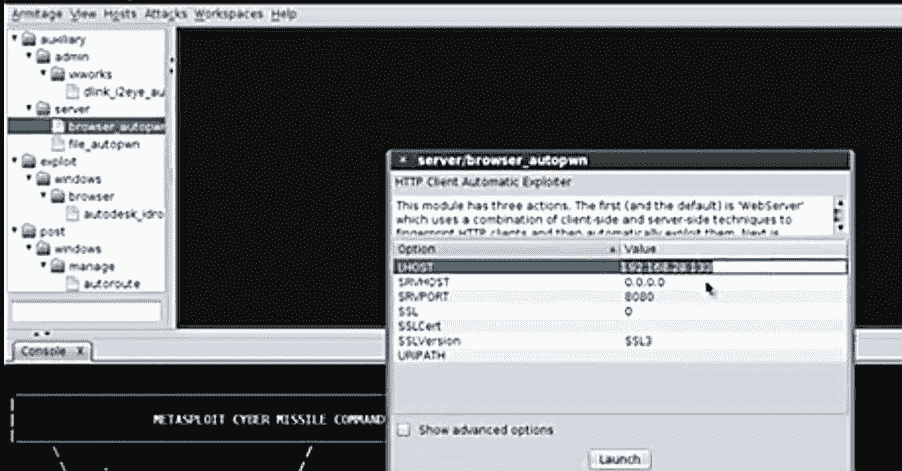 Armitage View Hosts Attacks Workspaces Help
auxiliary
admin
vxworks
dlink_i2eye_au
server
browser_autopwn
file_autopwn
exploit
windows
browser
autodesk_idro
post
windows
manage
autoroute
Console X
METASPLOIT CYBER MISSILE COMMAND
server/browser_autopwn
HTTP Client Automatic Exploiter
This module has three actions. The first (and the default) is 'WebServer'
which uses a combination of client-side and server-side techniques to
fingerprint HTTP clients and then automatically exploit them. Next is
Option Value
LHOST
SRVHOST 0.0.0.0
SRVPORT 8080
SSL 0
SSLCert
SSLVersion SSL3
URIPATH
Show advanced options
Launch